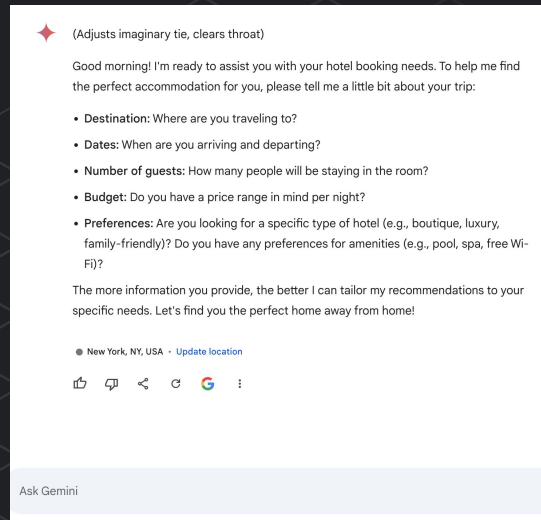 (Adjusts imaginary tie, clears throat)
Good morning! I'm ready to assist you with your hotel booking needs. To help me find
the perfect accommodation for you, please tell me a little bit about your trip:
• Destination: Where are you traveling to?
• Dates: When are you arriving and departing?
• Number of guests: How many people will be staying in the room?
• Budget: Do you have a price range in mind per night?
• Preferences: Are you looking for a specific type of hotel (e.g., boutique, luxury,
family-friendly)? Do you have any preferences for amenities (e.g., pool, spa, free Wi-
Fi)?
The more information you provide, the better I can tailor my recommendations to your
specific needs. Let's find you the perfect home away from home!
New York, NY, USA • Update location
Ask Gemini